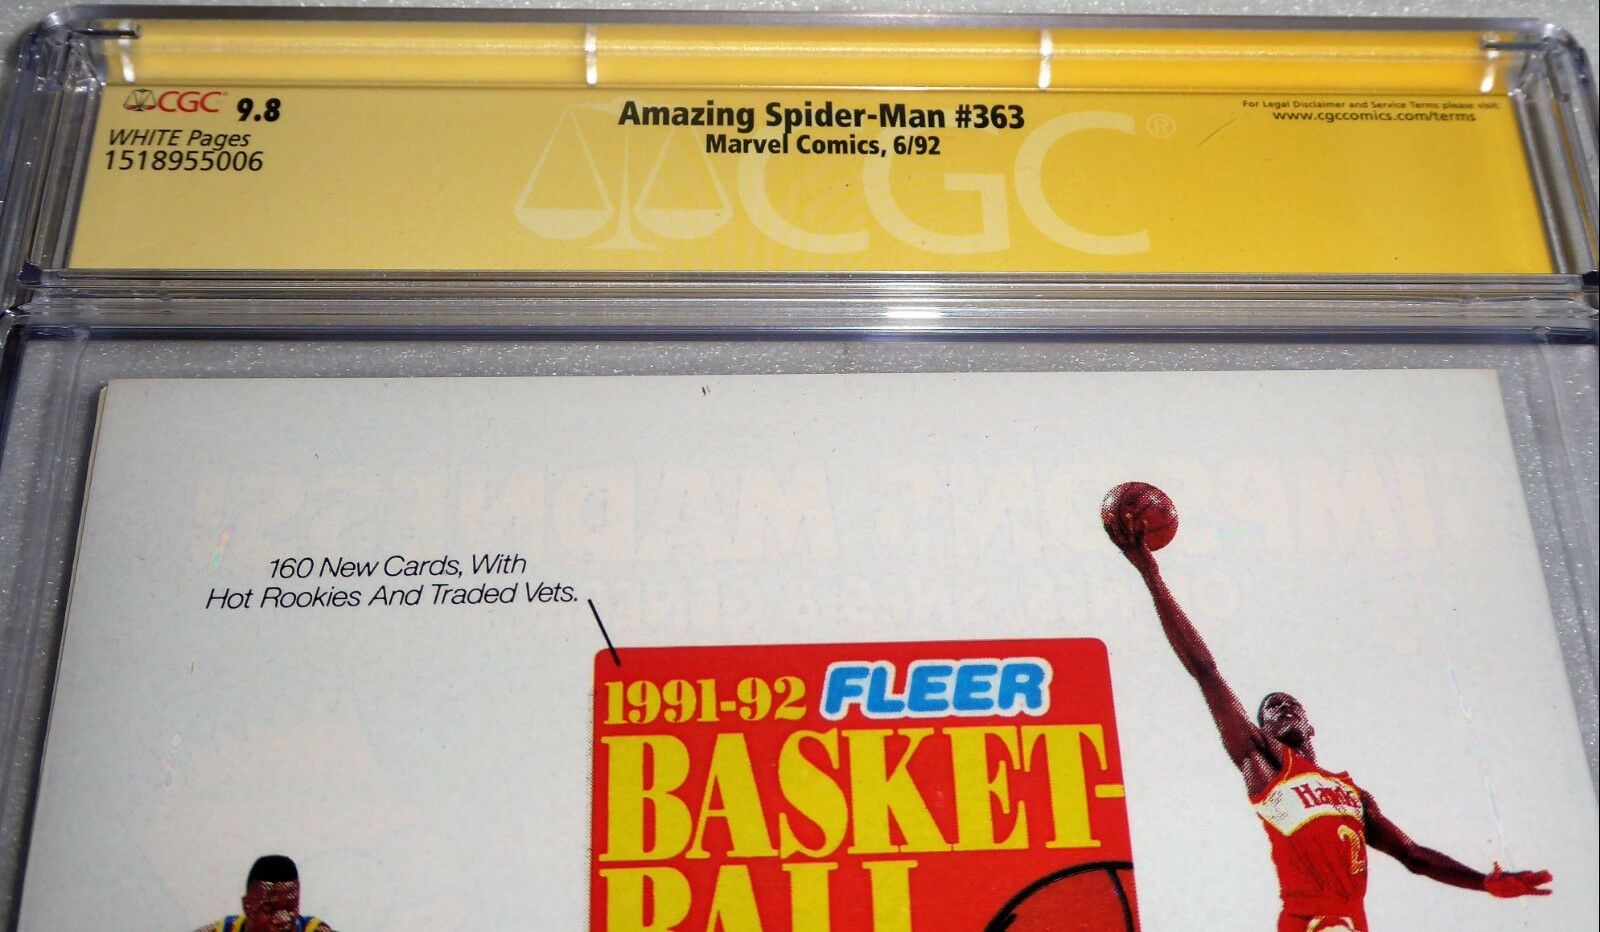 CGC 9.8
WHITE Pages
1518955006
Amazing Spider-Man #363
Marvel Comics, 6/92
For Legal Disclaimer and Service Terms please visit:
www.cgccomics.com/terms
CGC®
160 New Cards, With
Hot Rookies And Traded Vets.
1991-92 FLEER
BASKET-
BALL
Hawks
2